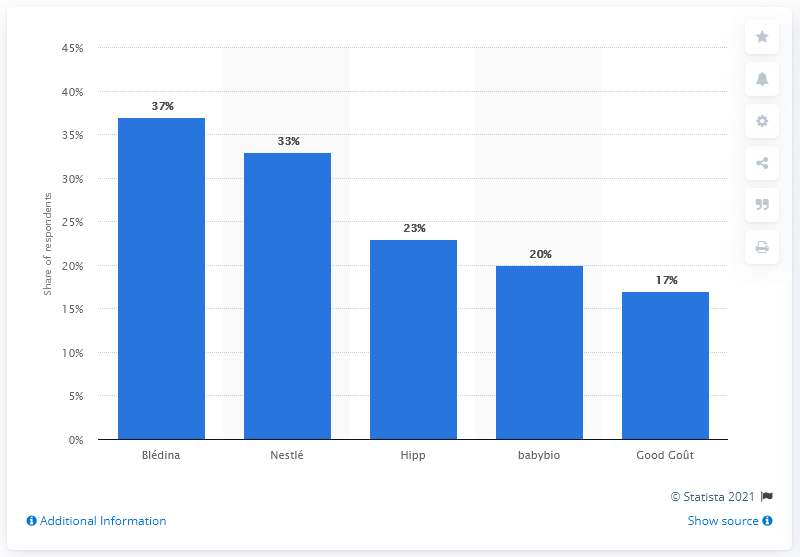 45%
40%
35%
30%
25%
20%
15%
10%
5%
0%
Share of respondents
37%
33%
23%
20%
17%
Blédina
Nestlé
Hipp
babybio
Good Goût
© Statista 2021
Additional Information
Show source